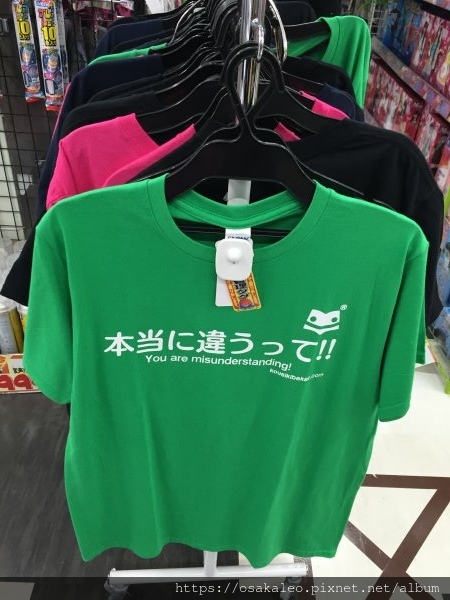 ®
本当に違うって!!
You are misunderstanding!
https://osakaleo.pixnet.net/album